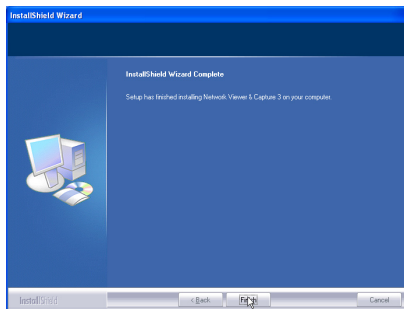 InstallShield Wizard
InstallShield Wizard Complete
Setup has finished installing Network Viewer & Capture 3 on your computer.
InstallShield
< Back
Finish
Cancel